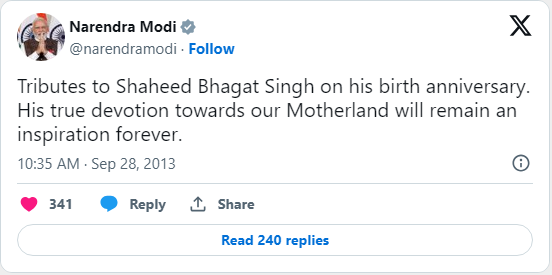 Narendra Modi
@narendramodi · Follow
Tributes to Shaheed Bhagat Singh on his birth anniversary.
His true devotion towards our Motherland will remain an
inspiration forever.
10:35 AM · Sep 28, 2013
341 Reply Share
Read 240 replies